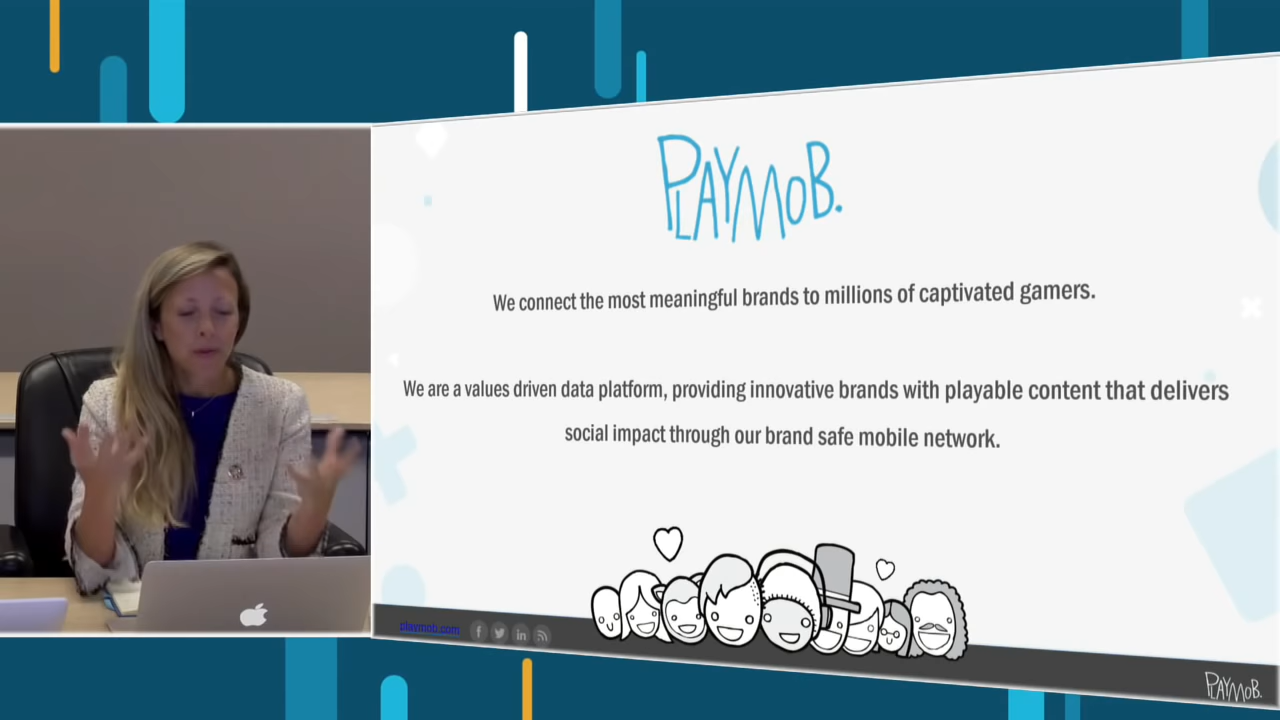 PLAYMOB.
We connect the most meaningful brands to millions of captivated gamers.
We are a values driven data platform, providing innovative brands with playable content that delivers
social impact through our brand safe mobile network.
playmob.com
PLAYMOB.